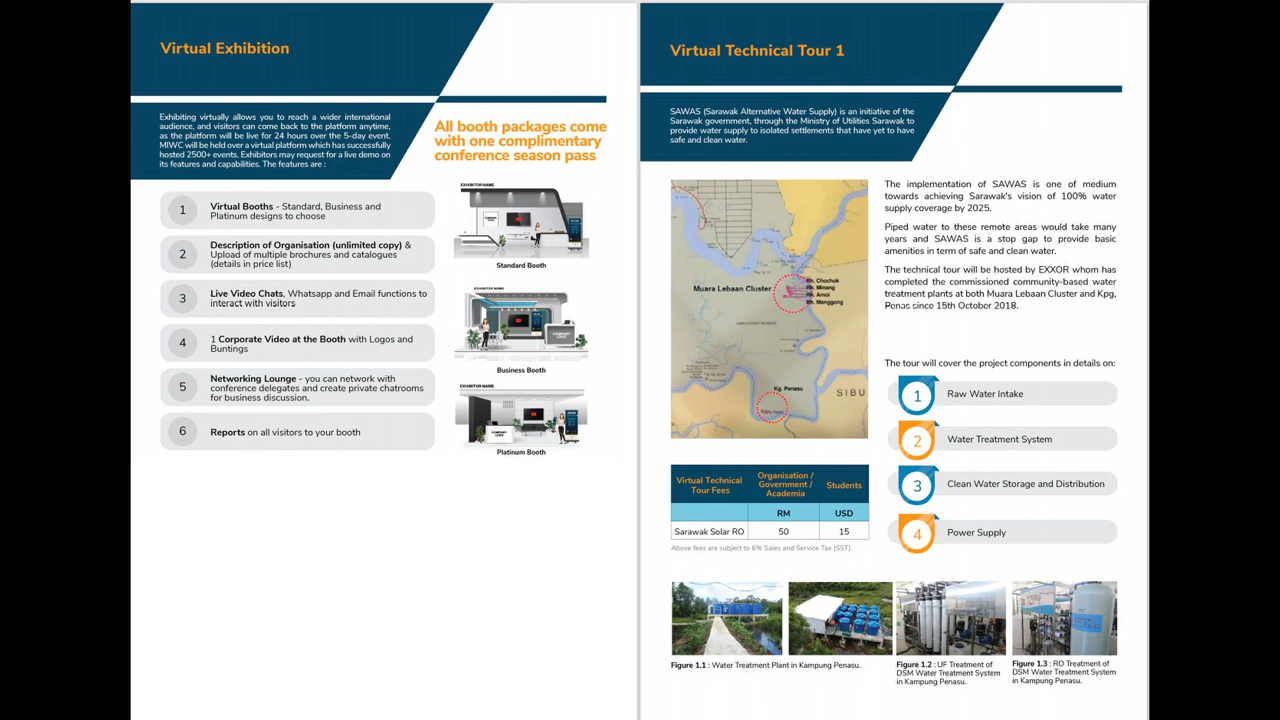 Virtual Exhibition
Exhibiting virtually allows you to reach a wider international
audience, and visitors can come back to the platform anytime,
as the platform will be live for 24 hours over the 5-day event.
MIWC will be held over a virtual platform which has successfully
hosted 2500+ events. Exhibitors may request for a live demo on
its features and capabilities. The features are :
All booth packages come
with one complimentary
conference season pass
1
Virtual Booths - Standard, Business and
Platinum designs to choose
2
Description of Organisation (unlimited copy) &
Upload of multiple brochures and catalogues
(details in price list)
3
Live Video Chats, Whatsapp and Email functions to
interact with visitors
4
1 Corporate Video at the Booth with Logos and
Buntings
5
Networking Lounge - you can network with
conference delegates and create private chatrooms
for business discussion.
6
Reports on all visitors to your booth
EXHIBITOR NAME
Standard Booth
EXHIBITOR NAME
Business Booth
EXHIBITOR NAME
Platinum Booth
Virtual Technical Tour 1
SAWAS (Sarawak Alternative Water Supply) is an initiative of the
Sarawak government, through the Ministry of Utilities Sarawak to
provide water supply to isolated settlements that have yet to have
safe and clean water.
Muara Lebaan Cluster
Rh. Chochok
Rh. Minang
Rh. Amoi
Rh. Manggong
Kg. Penasu
SIBU
The implementation of SAWAS is one of medium
towards achieving Sarawak's vision of 100% water
supply coverage by 2025.
Piped water to these remote areas would take many
years and SAWAS is a stop gap to provide basic
amenities in term of safe and clean water.
The technical tour will be hosted by EXXOR whom has
completed the commissioned community-based water
treatment plants at both Muara Lebaan Cluster and Kpg,
Penas since 15th Octobor 2018.
The tour will cover the project components in details on:
1 Raw Water Intake
2 Water Treatment System
3 Clean Water Storage and Distribution
4 Power Supply
Virtual Technical
Tour Fees
Organisation /
Government /
Academia
Students
RM USD
Sarawak Solar RO 50 15
Above fees are subject to 6% Sales and Service Tax (SST).
Figure 1.1 : Water Treatment Plant in Kampung Penasu.
Figure 1.2 : UF Treatment of
DSM Water Treatment System
in Kampung Penasu.
Figure 1.3 : RO Treatment of
DSM Water Treatment System
in Kampung Penasu.